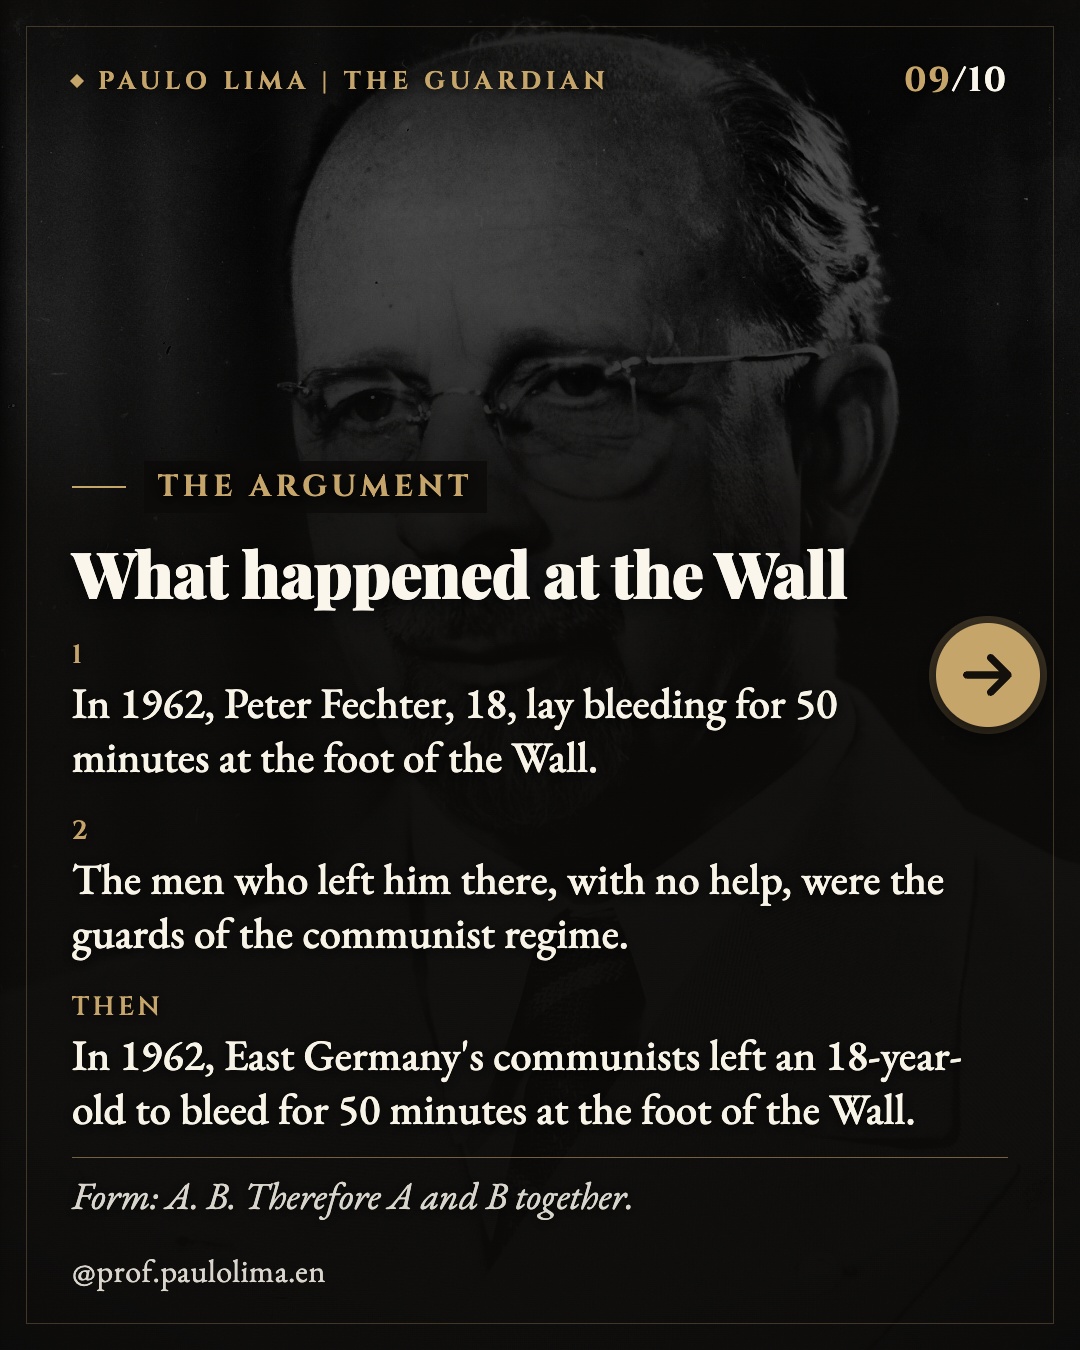 ◆ PAULO LIMA | THE GUARDIAN
09/10
THE ARGUMENT
What happened at the Wall
1
In 1962, Peter Fechter, 18, lay bleeding for 50
minutes at the foot of the Wall.
2
The men who left him there, with no help, were the
guards of the communist regime.
THEN
In 1962, East Germany's communists left an 18-year-
old to bleed for 50 minutes at the foot of the Wall.
Form: A. B. Therefore A and B together.
@prof.paulolima.en